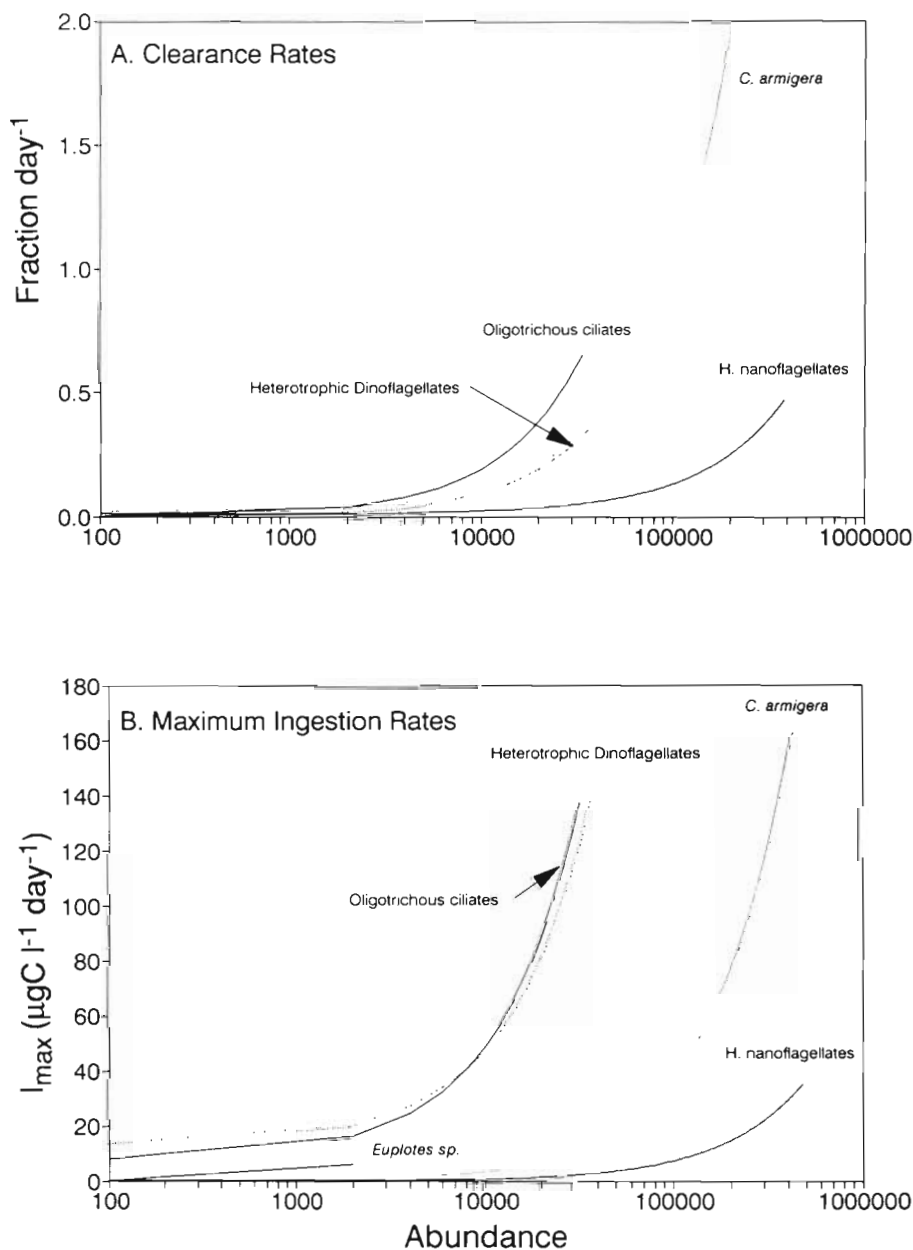 A. Clearance Rates
Fraction day-1
2.0
1.5
1.0
0.5
0.0
C. armigera
Oligotrichous ciliates
Heterotrophic Dinoflagellates
H. nanoflagellates
100
1000
10000
100000
1000000
B. Maximum Ingestion Rates
Imax (µgC l-1 day-1)
180
160
140
120
100
80
60
40
20
0
C. armigera
Heterotrophic Dinoflagellates
Oligotrichous ciliates
H. nanoflagellates
Euplotes sp.
100
1000
10000
100000
1000000
Abundance